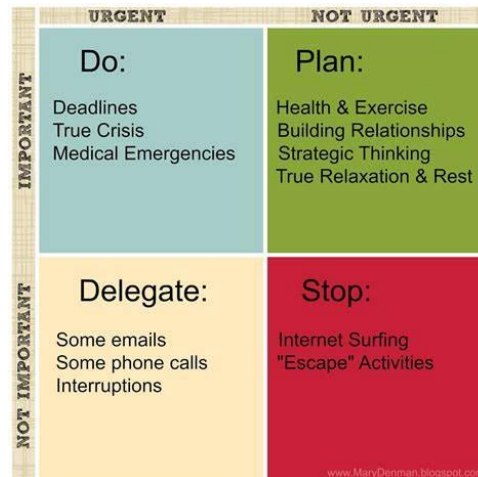 URGENT
NOT URGENT
IMPORTANT
Do:
Deadlines
True Crisis
Medical Emergencies
Plan:
Health & Exercise
Building Relationships
Strategic Thinking
True Relaxation & Rest
NOT IMPORTANT
Delegate:
Some emails
Some phone calls
Interruptions
Stop:
Internet Surfing
"Escape" Activities
www.MaryDenman.blogspot.com